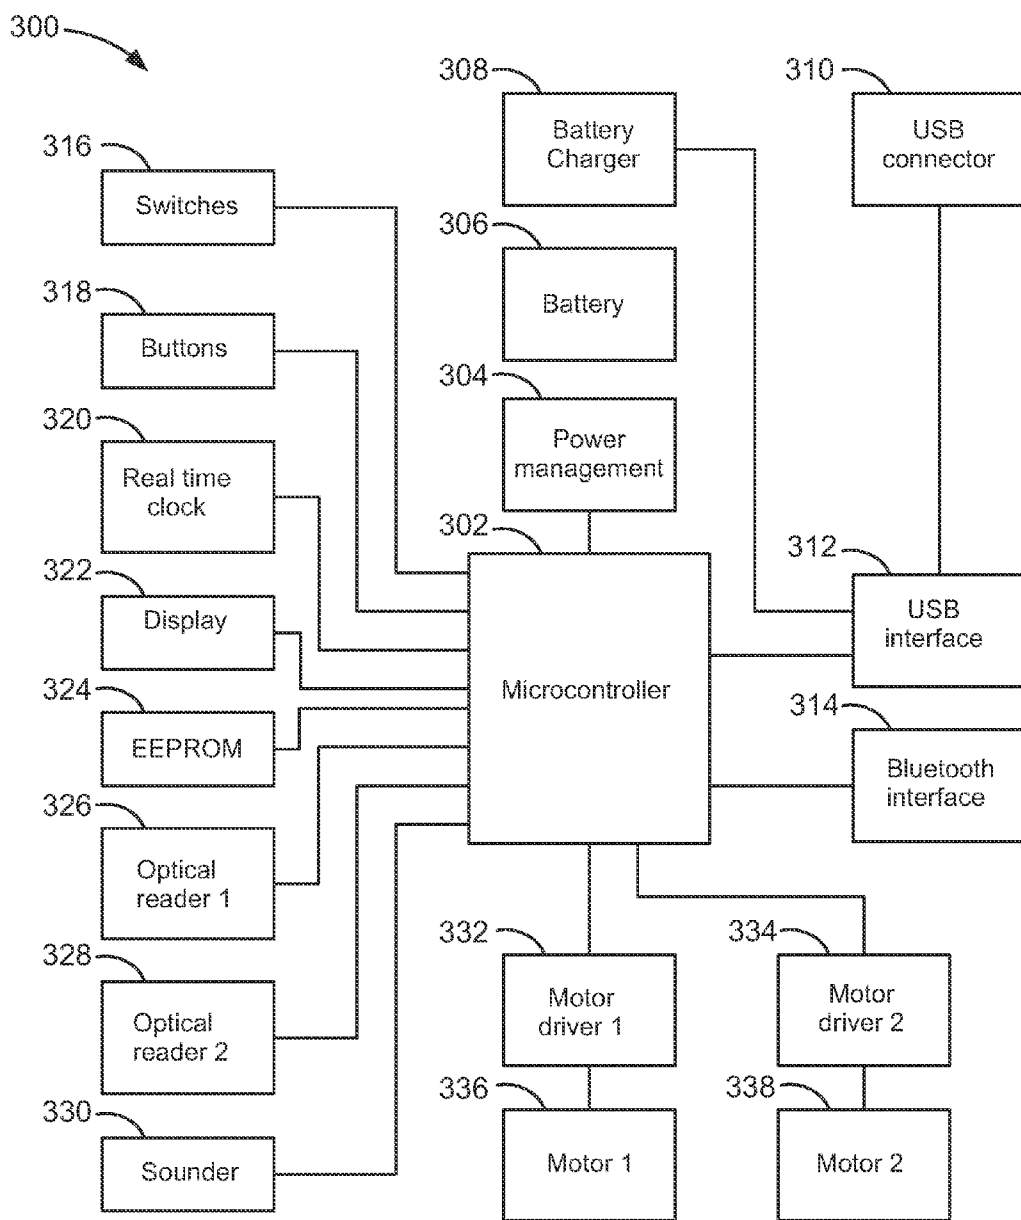 300
308
Battery
Charger
310
USB
connector
316
Switches
306
Battery
318
Buttons
304
Power
management
320
Real time
clock
302
Microcontroller
312
USB
interface
322
Display
324
EEPROM
314
Bluetooth
interface
326
Optical
reader 1
328
Optical
reader 2
332
Motor
driver 1
334
Motor
driver 2
330
Sounder
336
Motor 1
338
Motor 2